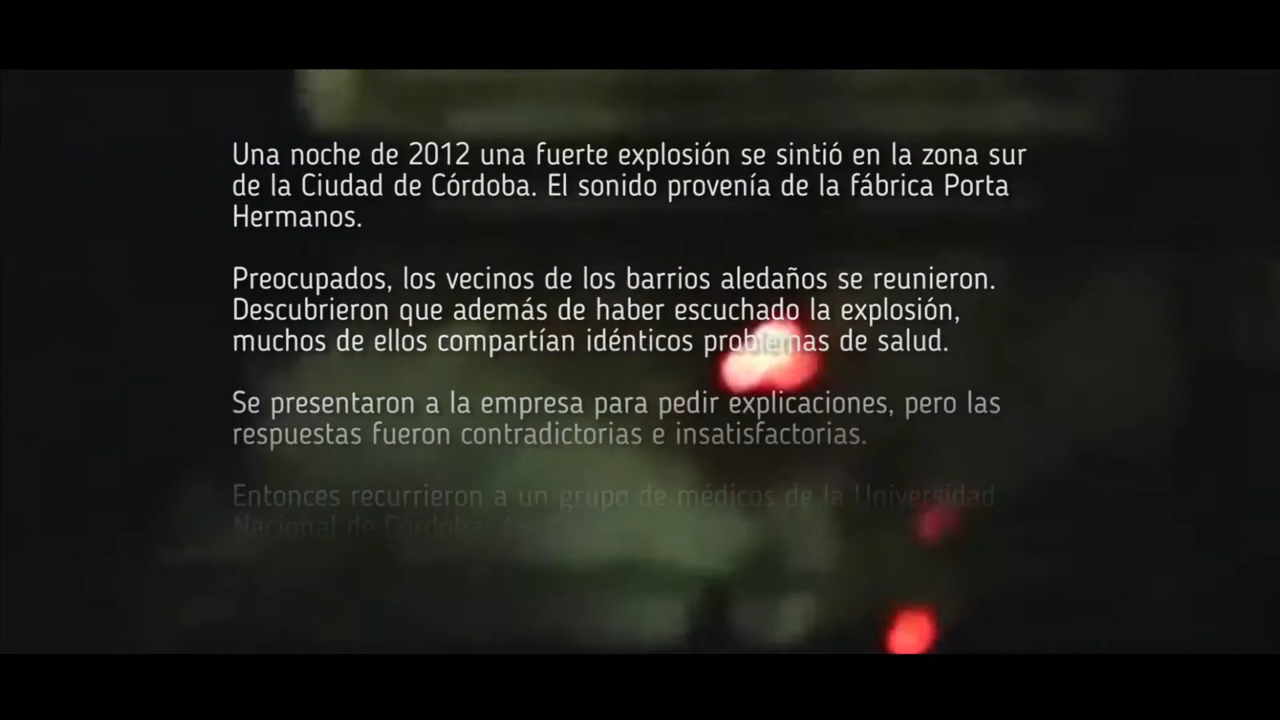 Una noche de 2012 una fuerte explosión se sintió en la zona sur
de la Ciudad de Córdoba. El sonido provenía de la fábrica Porta
Hermanos.
Preocupados, los vecinos de los barrios aledaños se reunieron.
Descubrieron que además de haber escuchado la explosión,
muchos de ellos compartían idénticos problemas de salud.
Se presentaron a la empresa para pedir explicaciones, pero las
respuestas fueron contradictorias e insatisfactorias.
Entonces recurrieron a un grupo de médicos de la Universidad
Nacional de Córdoba.